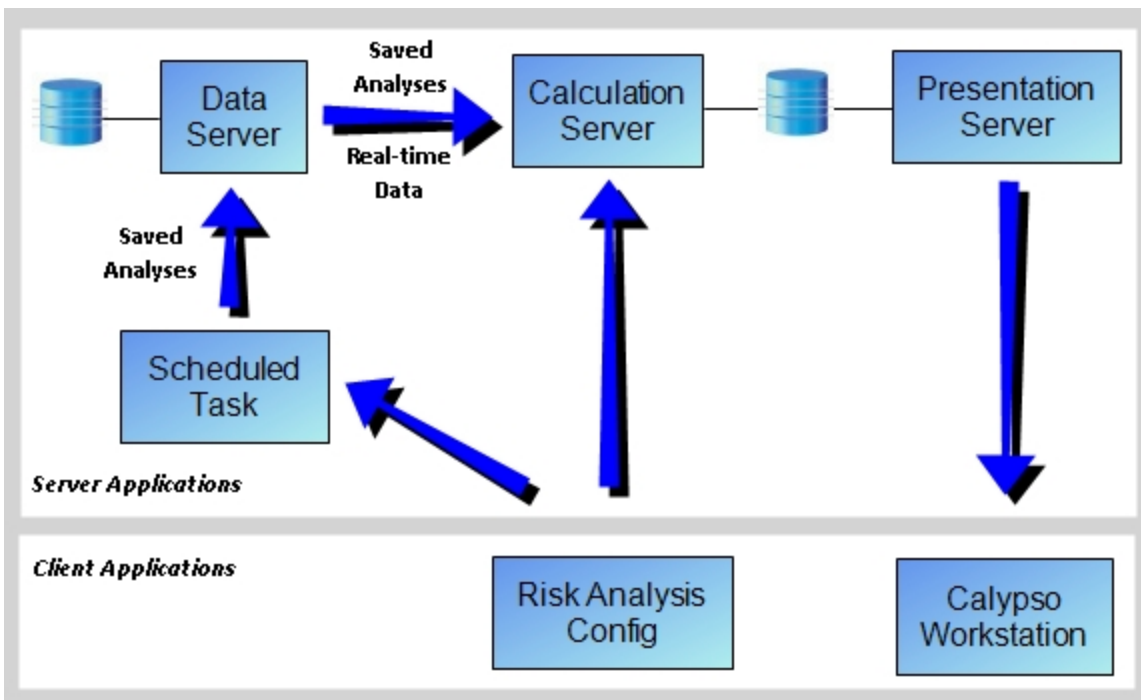 Saved
Analyses
Data
Server
Calculation
Server
Presentation
Server
Real-time
Data
Saved
Analyses
Scheduled
Task
Server Applications
Client Applications
Risk Analysis
Config
Calypso
Workstation